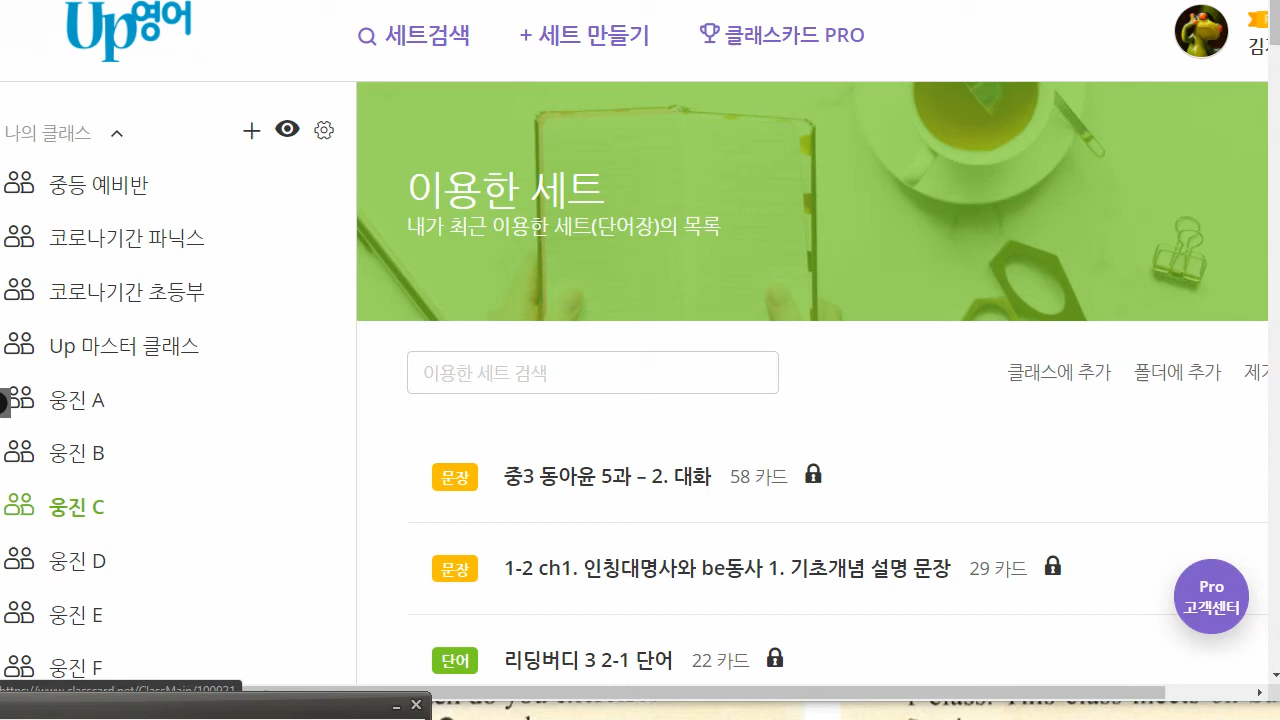 Up영어
세트검색
+ 세트 만들기
클래스카드 PRO
김
나의 클래스
중등 예비반
코로나기간 파닉스
코로나기간 초등부
Up 마스터 클래스
웅진 A
웅진 B
웅진 C
웅진 D
웅진 E
웅진 F
이용한 세트
내가 최근 이용한 세트(단어장)의 목록
이용한 세트 검색
클래스에 추가
폴더에 추가
문장 중3 동아윤 5과 – 2. 대화 58 카드
문장 1-2 ch1. 인칭대명사와 be동사 1. 기초개념 설명 문장 29 카드
단어 리딩버디 3 2-1 단어 22 카드
Pro
고객센터